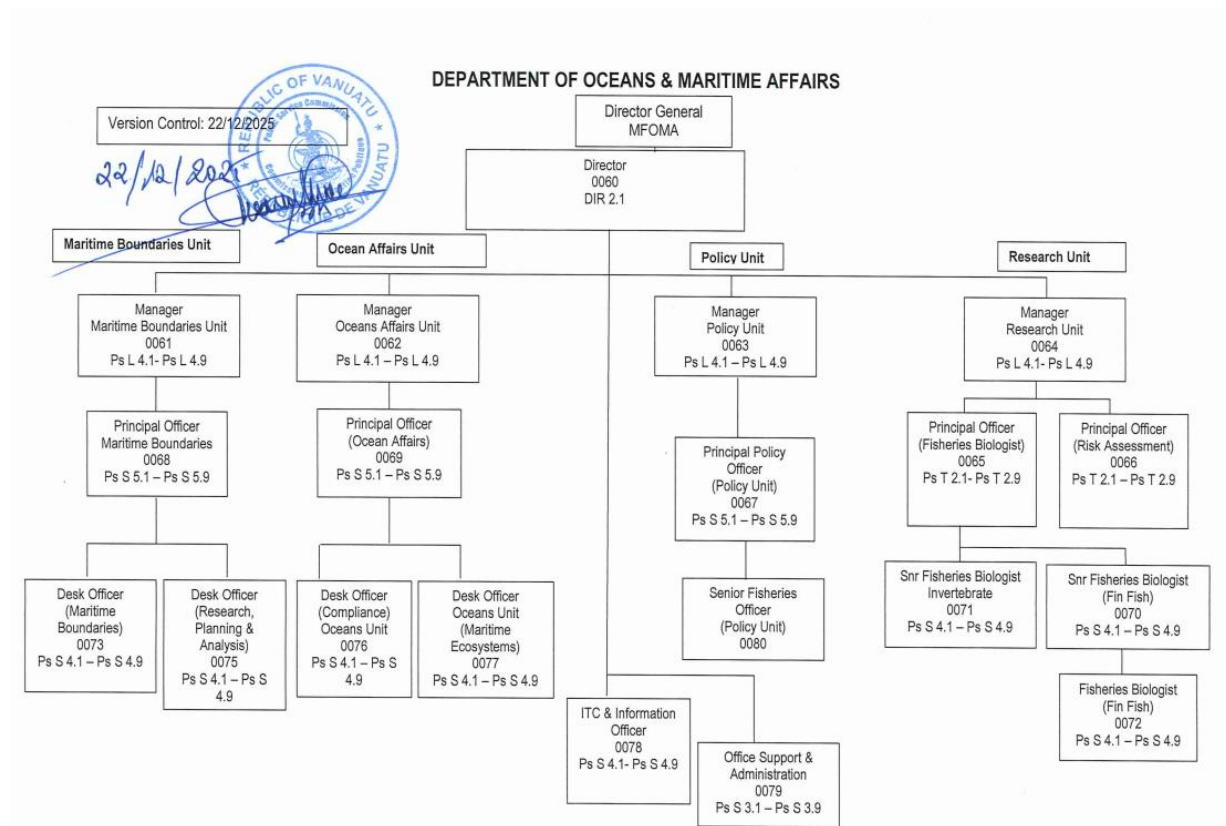 DEPARTMENT OF OCEANS & MARITIME AFFAIRS
Version Control: 22/12/2025
22/12/2025
REPUBLIC OF VANUATU
Public Service Commission
RÉPUBLIQUE DE VANUATU
Director General
MFOMA
Director
0060
DIR 2.1
Maritime Boundaries Unit
Ocean Affairs Unit
Policy Unit
Research Unit
Manager
Maritime Boundaries Unit
0061
Ps L 4.1- Ps L 4.9
Manager
Oceans Affairs Unit
0062
Ps L 4.1 – Ps L 4.9
Manager
Policy Unit
0063
Ps L 4.1 – Ps L 4.9
Manager
Research Unit
0064
Ps L 4.1- Ps L 4.9
Principal Officer
Maritime Boundaries
0068
Ps S 5.1 – Ps S 5.9
Principal Officer
(Ocean Affairs)
0069
Ps S 5.1 – Ps S 5.9
Principal Policy
Officer
(Policy Unit)
0067
Ps S 5.1 – Ps S 5.9
Principal Officer
(Fisheries Biologist)
0065
Ps T 2.1- Ps T 2.9
Principal Officer
(Risk Assessment)
0066
Ps T 2.1 – Ps T 2.9
Desk Officer
(Maritime
Boundaries)
0073
Ps S 4.1 – Ps S 4.9
Desk Officer
(Research,
Planning &
Analysis)
0075
Ps S 4.1 – Ps S
4.9
Desk Officer
(Compliance)
Oceans Unit
0076
Ps S 4.1 – Ps S
4.9
Desk Officer
Oceans Unit
(Maritime
Ecosystems)
0077
Ps S 4.1 – Ps S 4.9
Senior Fisheries
Officer
(Policy Unit)
0080
Snr Fisheries Biologist
Invertebrate
0071
Ps S 4.1 – Ps S 4.9
Snr Fisheries Biologist
(Fin Fish)
0070
Ps S 4.1 – Ps S 4.9
Fisheries Biologist
(Fin Fish)
0072
Ps S 4.1 – Ps S 4.9
ITC & Information
Officer
0078
Ps S 4.1- Ps S 4.9
Office Support &
Administration
0079
Ps S 3.1 – Ps S 3.9